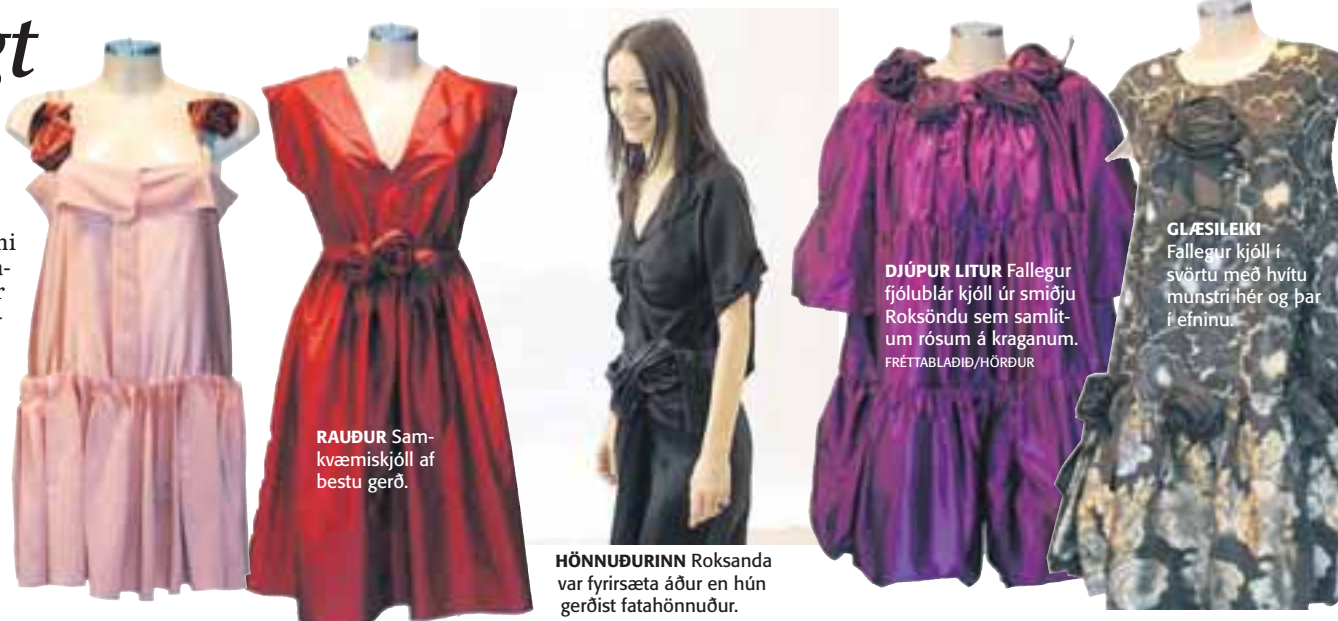 RAUÐUR Sam-
kvæmiskjóll af
bestu gerð.
HÖNNUÐURINN Roksanda
var fyrirsæta áður en hún
gerðist fatahönnuður.
DJÚPUR LITUR Fallegur
fjólublár kjóll úr smiðju
Roksöndu sem samlit-
um rósum á kraganum.
FRÉTTABLAÐIÐ/HÖRÐUR
GLÆSILEIKI
Fallegur kjóll í
svörtu með hvítu
munstri hér og þar
í efninu.